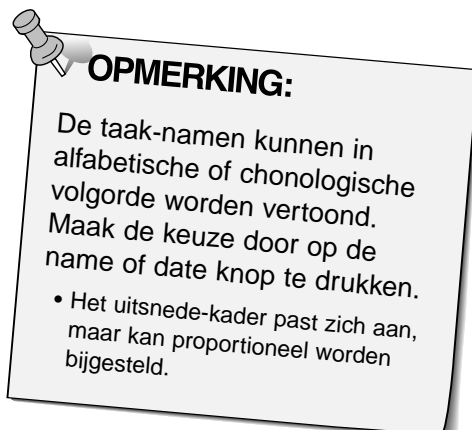 OPMERKING:
De taak-namen kunnen in
alfabetische of chonologische
volgorde worden vertoond.
Maak de keuze door op de
name of date knop te drukken.
• Het uitsnede-kader past zich aan,
maar kan proportioneel worden
bijgesteld.